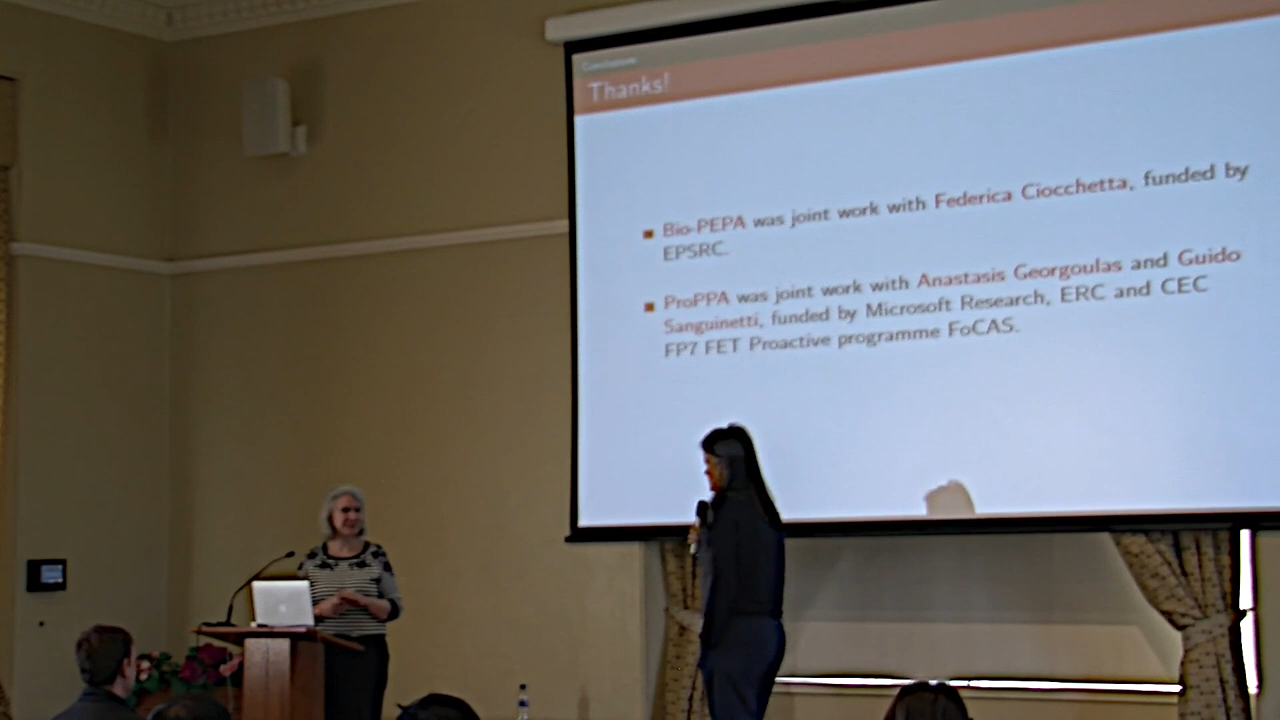 Conclusions
Thanks!
Bio-PEPA was joint work with Federica Ciocchetta, funded by
EPSRC.
ProPPA was joint work with Anastasis Georgoulas and Guido
Sanguinetti, funded by Microsoft Research, ERC and CEC
FP7 FET Proactive programme FoCAS.